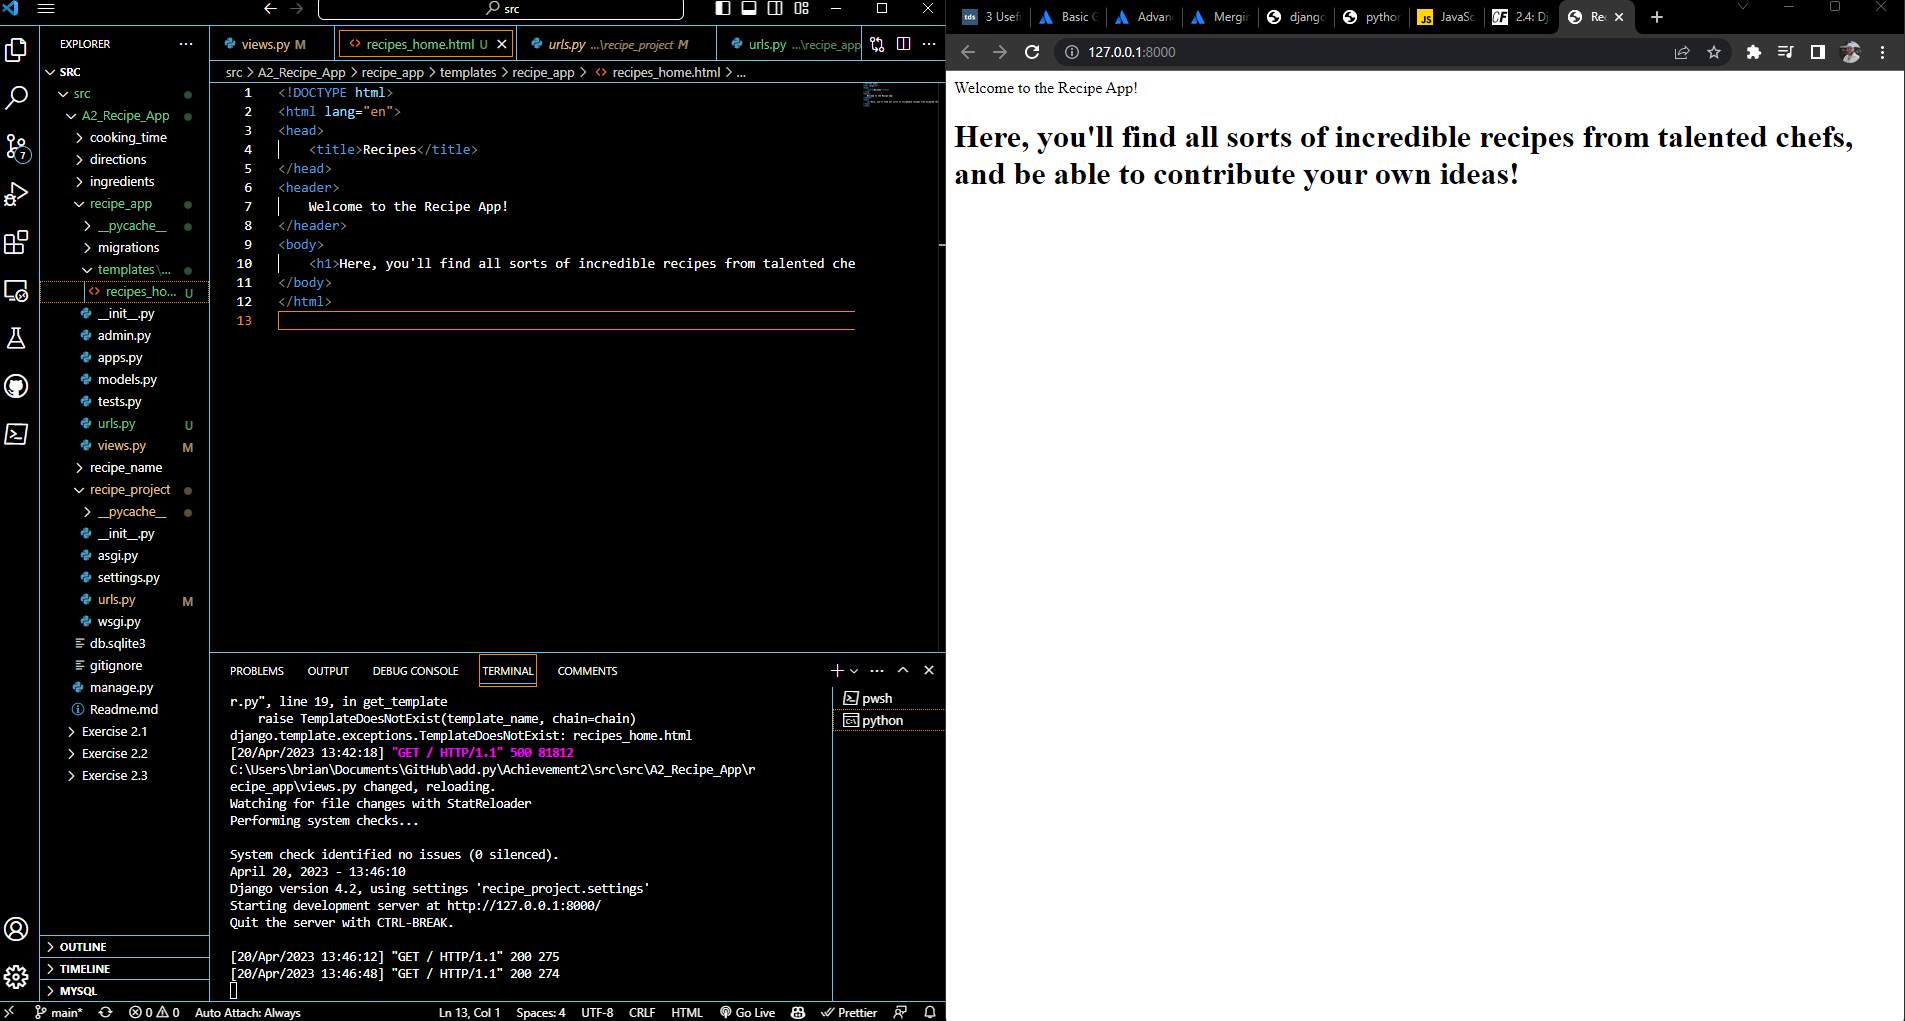 src
EXPLORER
SRC
src
A2_Recipe_App
cooking_time
directions
ingredients
recipe_app
__pycache__
migrations
templates \...
recipes_ho... U
__init__.py
admin.py
apps.py
models.py
tests.py
urls.py U
views.py M
recipe_name
recipe_project
__pycache__
__init__.py
asgi.py
settings.py
urls.py M
wsgi.py
db.sqlite3
gitignore
manage.py
Readme.md
Exercise 2.1
Exercise 2.2
Exercise 2.3
OUTLINE
TIMELINE
MYSQL
views.py M recipes_home.html U urls.py ...\recipe_project M urls.py ...\recipe_app
src > A2_Recipe_App > recipe_app > templates > recipe_app > recipes_home.html > ...
1 <!DOCTYPE html>
2 <html lang="en">
3 <head>
4 <title>Recipes</title>
5 </head>
6 <header>
7 Welcome to the Recipe App!
8 </header>
9 <body>
10 <h1>Here, you'll find all sorts of incredible recipes from talented che
11 </body>
12 </html>
13
PROBLEMS OUTPUT DEBUG CONSOLE TERMINAL COMMENTS
pwsh
python
r.py", line 19, in get_template
raise TemplateDoesNotExist(template_name, chain=chain)
django.template.exceptions.TemplateDoesNotExist: recipes_home.html
[20/Apr/2023 13:42:18] "GET / HTTP/1.1" 500 81812
C:\Users\brian\Documents\GitHub\add.py\Achievement2\src\src\A2_Recipe_App\r
ecipe_app\views.py changed, reloading.
Watching for file changes with StatReloader
Performing system checks...
System check identified no issues (0 silenced).
April 20, 2023 - 13:46:10
Django version 4.2, using settings 'recipe_project.settings'
Starting development server at http://127.0.0.1:8000/
Quit the server with CTRL-BREAK.
[20/Apr/2023 13:46:12] "GET / HTTP/1.1" 200 275
[20/Apr/2023 13:46:48] "GET / HTTP/1.1" 200 274
main* 0 0 Auto Attach: Always Ln 13, Col 1 Spaces: 4 UTF-8 CRLF HTML Go Live Prettier
tds 3 Usef Basic G Advan Mergin djang pythor JS JavaSc CF 2.4: Dj Rec
127.0.0.1:8000
Welcome to the Recipe App!
Here, you'll find all sorts of incredible recipes from talented chefs,
and be able to contribute your own ideas!